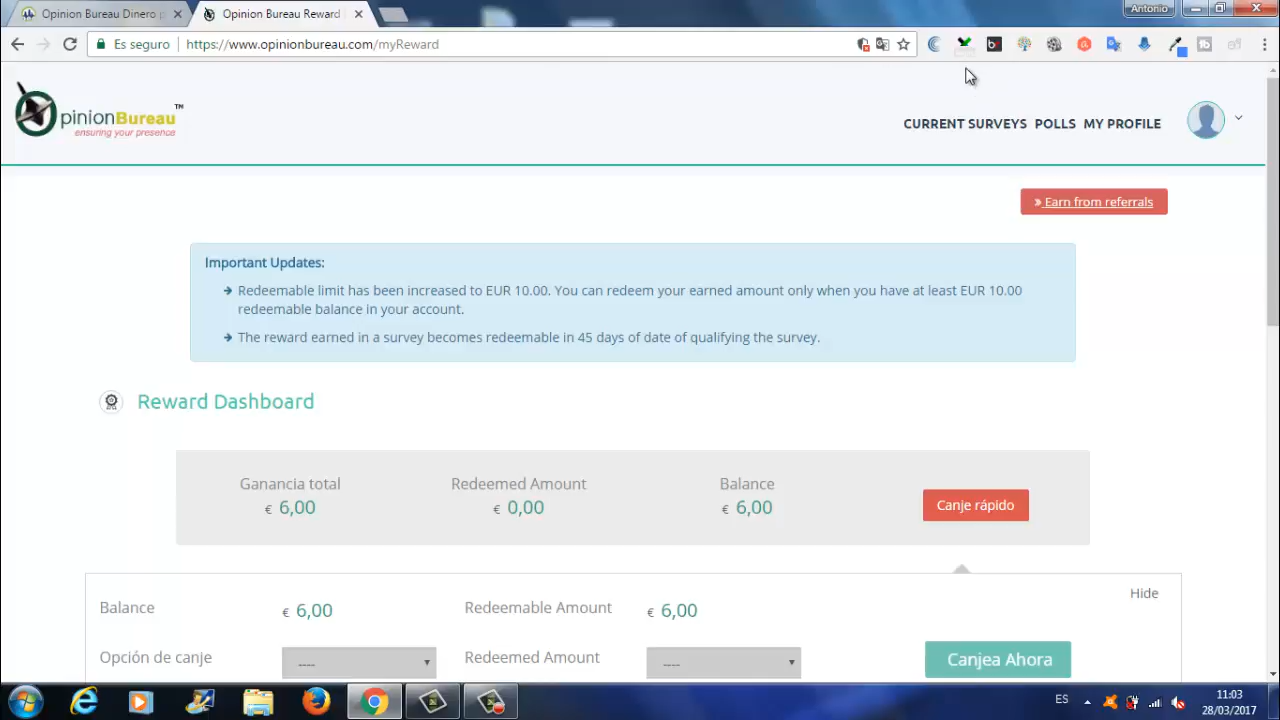 Opinion Bureau Dinero p
Opinion Bureau Reward
Antonio
Es seguro
https://www.opinionbureau.com/myReward
pinionBureau™
ensuring your presence
CURRENT SURVEYS POLLS MY PROFILE
» Earn from referrals
Important Updates:
Redeemable limit has been increased to EUR 10.00. You can redeem your earned amount only when you have at least EUR 10.00
redeemable balance in your account.
The reward earned in a survey becomes redeemable in 45 days of date of qualifying the survey.
Reward Dashboard
Ganancia total Redeemed Amount Balance
€ 6,00 € 0,00 € 6,00
Canje rápido
Hide
Balance € 6,00 Redeemable Amount € 6,00
Opción de canje ---- Redeemed Amount ---- Canjea Ahora
ES
11:03
28/03/2017